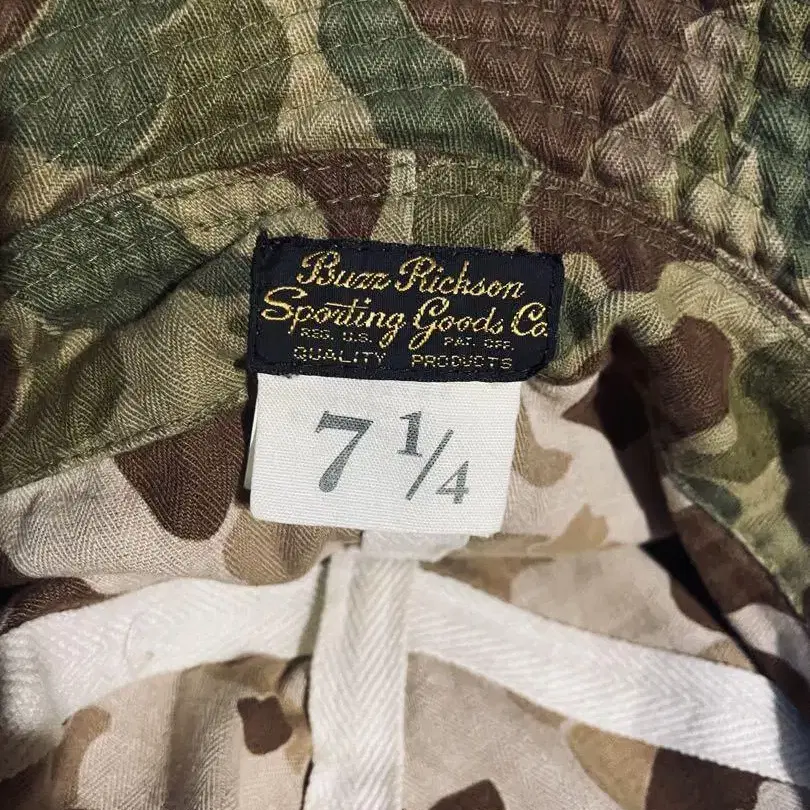 Buzz Rickson
Sporting Goods Co.
REG. U.S. PAT. OFF.
QUALITY PRODUCTS
7 1/4